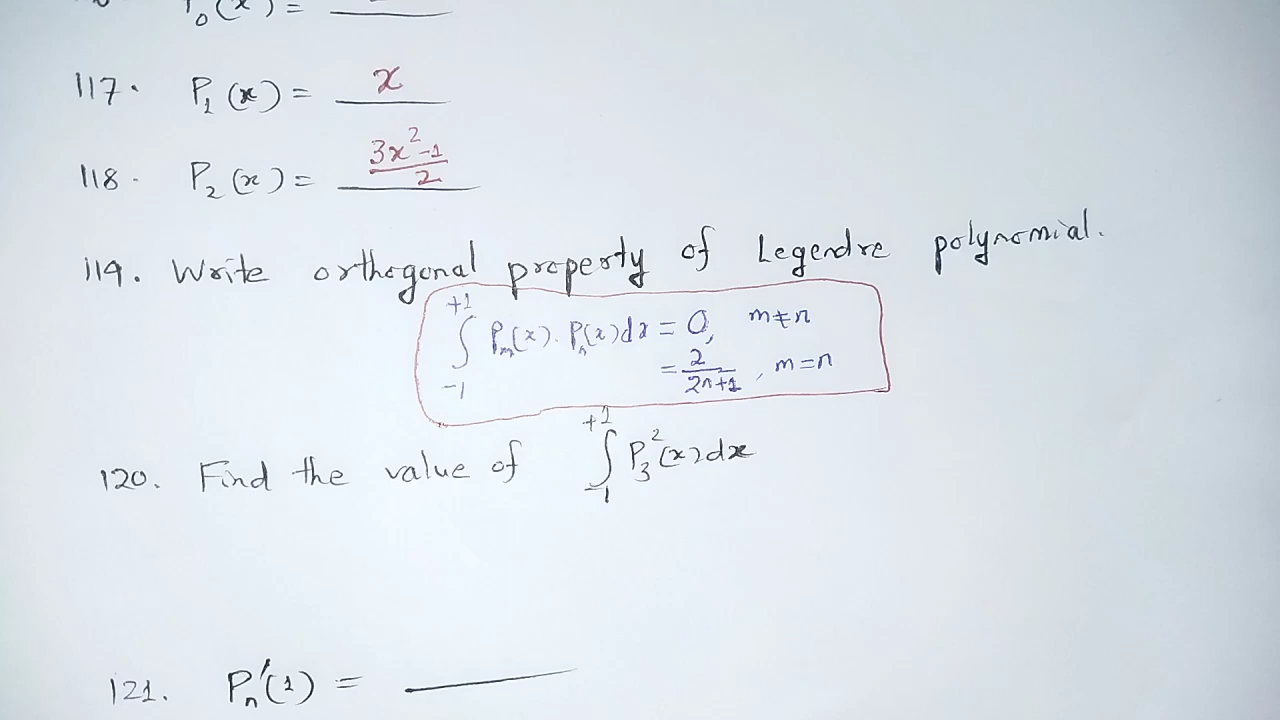 P₀(x) =
117. P₁(x) = x
118. P₂(x) = (3x² - 1)/2
119. Write orthogonal property of Legendre polynomial.
∫₋₁⁺¹ Pₘ(x). Pₙ(x)dx = 0, m≠n
= 2/(2n+1), m=n
120. Find the value of ∫₋₁⁺¹ P₃²(x)dx
121. Pₙ′(1) =